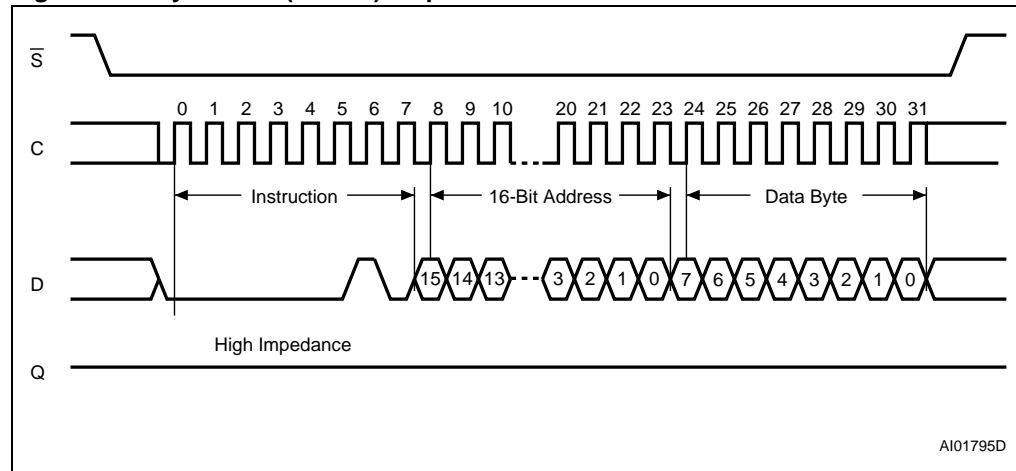 S
0 1 2 3 4 5 6 7 8 9 10 20 21 22 23 24 25 26 27 28 29 30 31
C
Instruction 16-Bit Address Data Byte
D 15 14 13 3 2 1 0 7 6 5 4 3 2 1 0
High Impedance
Q
AI01795D